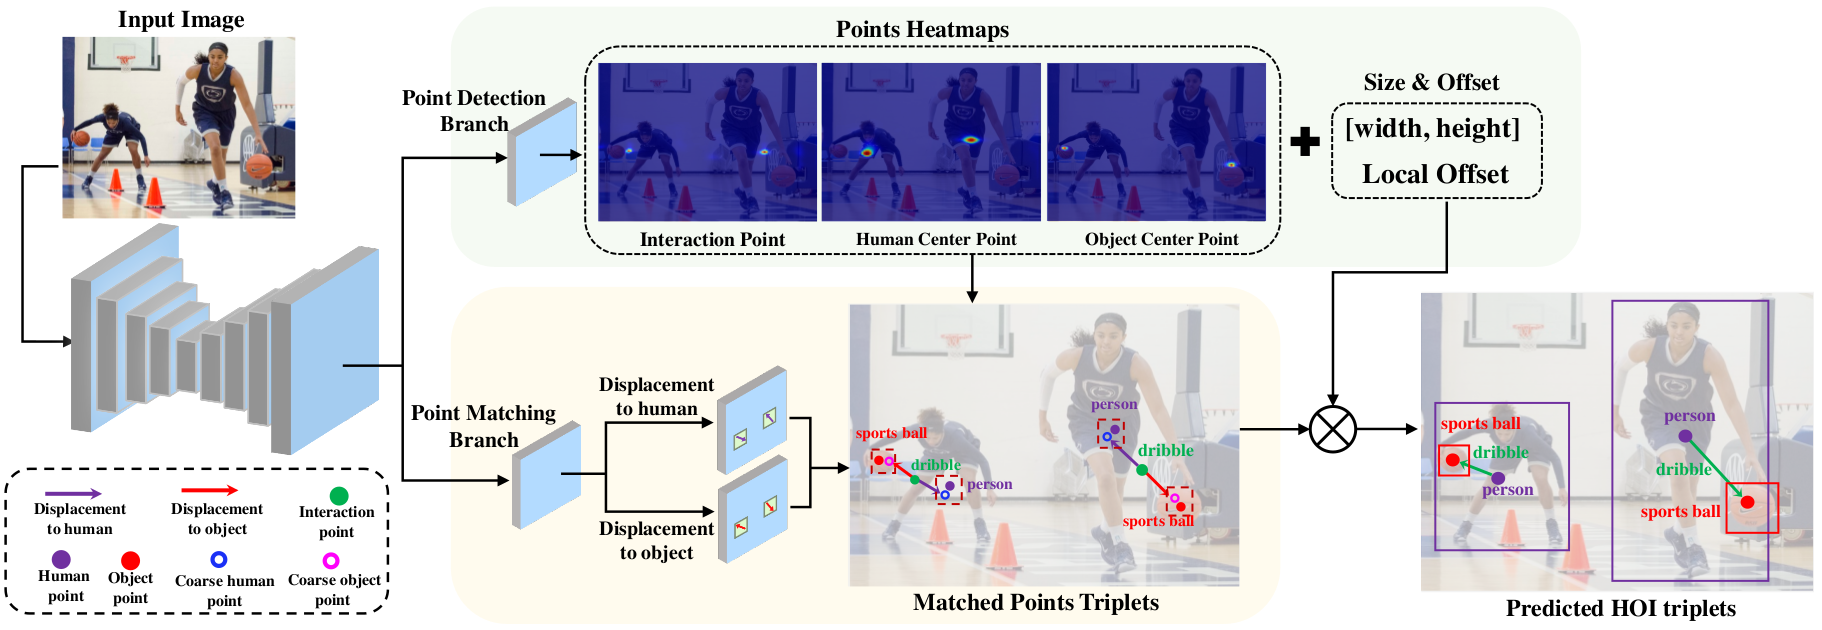 Input Image
Points Heatmaps
Point Detection
Branch
Size & Offset
[width, height]
Local Offset
Interaction Point
Human Center Point
Object Center Point
Point Matching
Branch
Displacement
to human
Displacement
to object
person
sports ball
dribble
dribble
person
sports ball
Matched Points Triplets
person
sports ball
dribble
dribble
person
sports ball
Predicted HOI triplets
Displacement
to human
Displacement
to object
Interaction
point
Human
point
Object
point
Coarse human
point
Coarse object
point